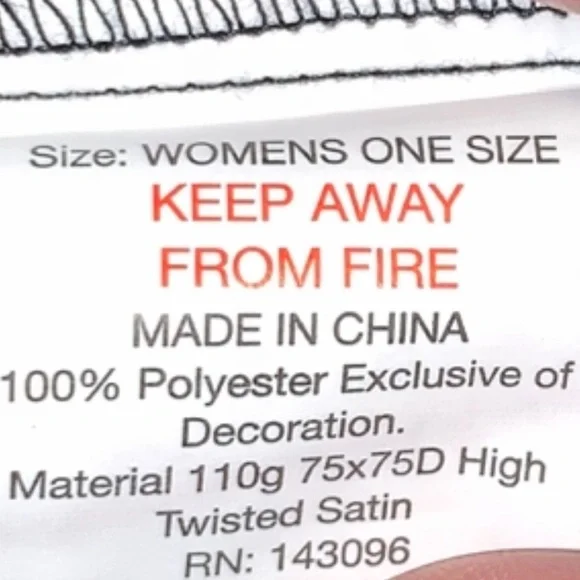 Size: WOMENS ONE SIZE
KEEP AWAY
FROM FIRE
MADE IN CHINA
100% Polyester Exclusive of
Decoration.
Material 110g 75x75D High
Twisted Satin
RN: 143096